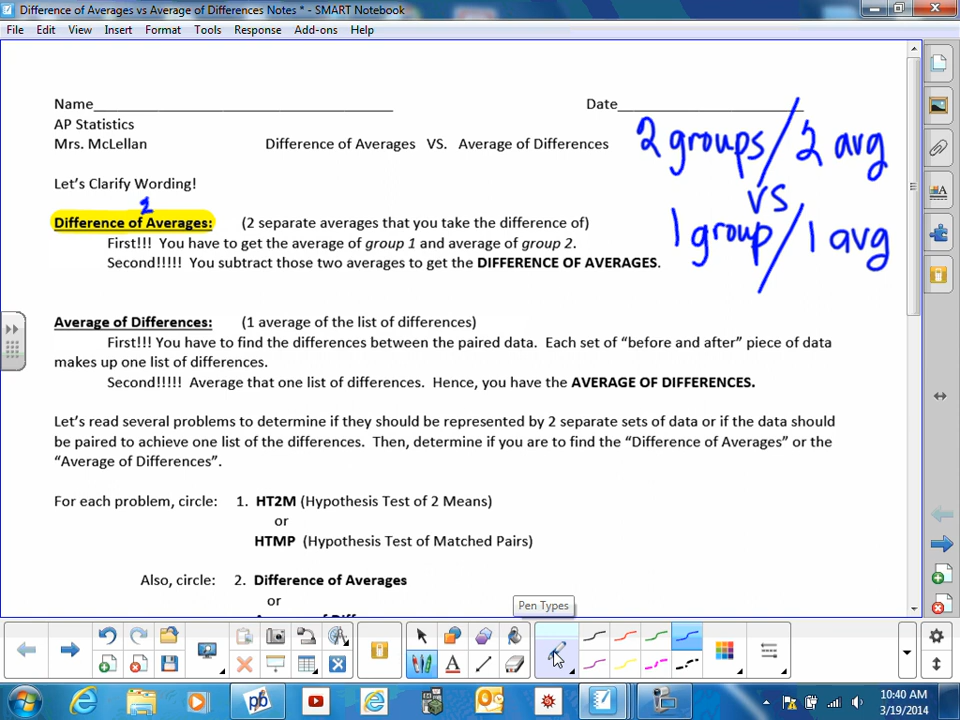 Difference of Averages vs Average of Differences Notes * - SMART Notebook
File Edit View Insert Format Tools Response Add-ons Help
Name____________________ Date____________________
AP Statistics
Mrs. McLellan Difference of Averages VS. Average of Differences
2 groups/2 avg
vs
1 group/1 avg
Let's Clarify Wording!
2
Difference of Averages: (2 separate averages that you take the difference of)
First!!! You have to get the average of group 1 and average of group 2.
Second!!!!! You subtract those two averages to get the DIFFERENCE OF AVERAGES.
Average of Differences: (1 average of the list of differences)
First!!! You have to find the differences between the paired data. Each set of “before and after” piece of data
makes up one list of differences.
Second!!!!! Average that one list of differences. Hence, you have the AVERAGE OF DIFFERENCES.
Let's read several problems to determine if they should be represented by 2 separate sets of data or if the data should
be paired to achieve one list of the differences. Then, determine if you are to find the “Difference of Averages” or the
“Average of Differences”.
For each problem, circle: 1. HT2M (Hypothesis Test of 2 Means)
or
HTMP (Hypothesis Test of Matched Pairs)
Also, circle: 2. Difference of Averages
or
Pen Types
10:40 AM
3/19/2014